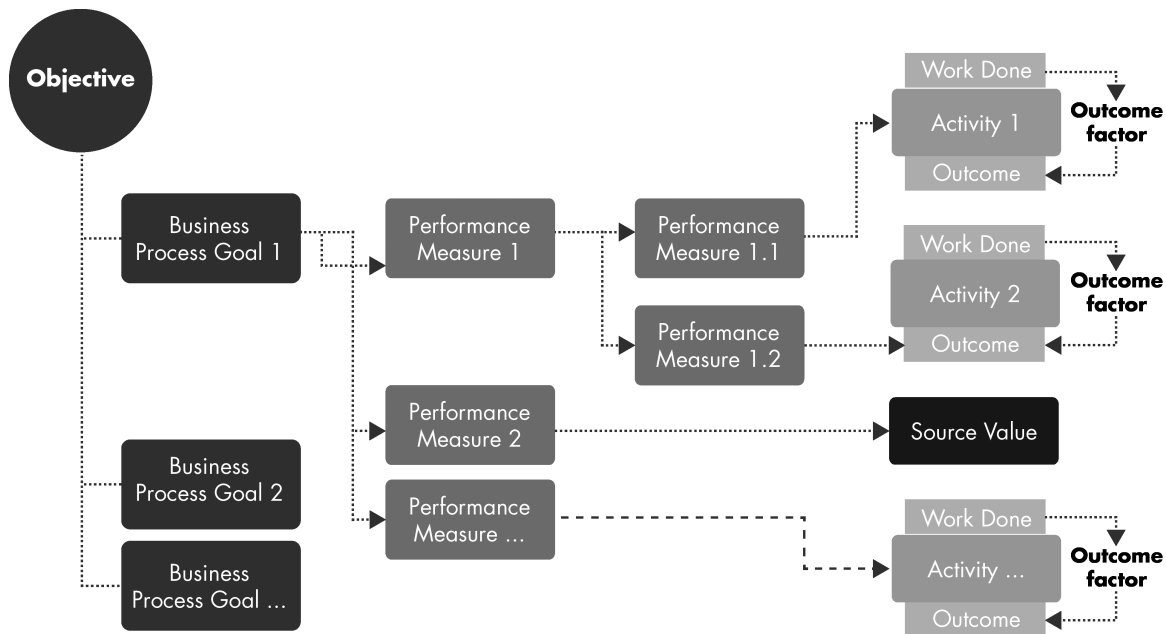 Objective
Business
Process Goal 1
Performance
Measure 1
Performance
Measure 1.1
Work Done
Activity 1
Outcome
Outcome
factor
Performance
Measure 1.2
Work Done
Activity 2
Outcome
Outcome
factor
Performance
Measure 2
Source Value
Business
Process Goal 2
Performance
Measure ...
Work Done
Activity ...
Outcome
Outcome
factor
Business
Process Goal ...